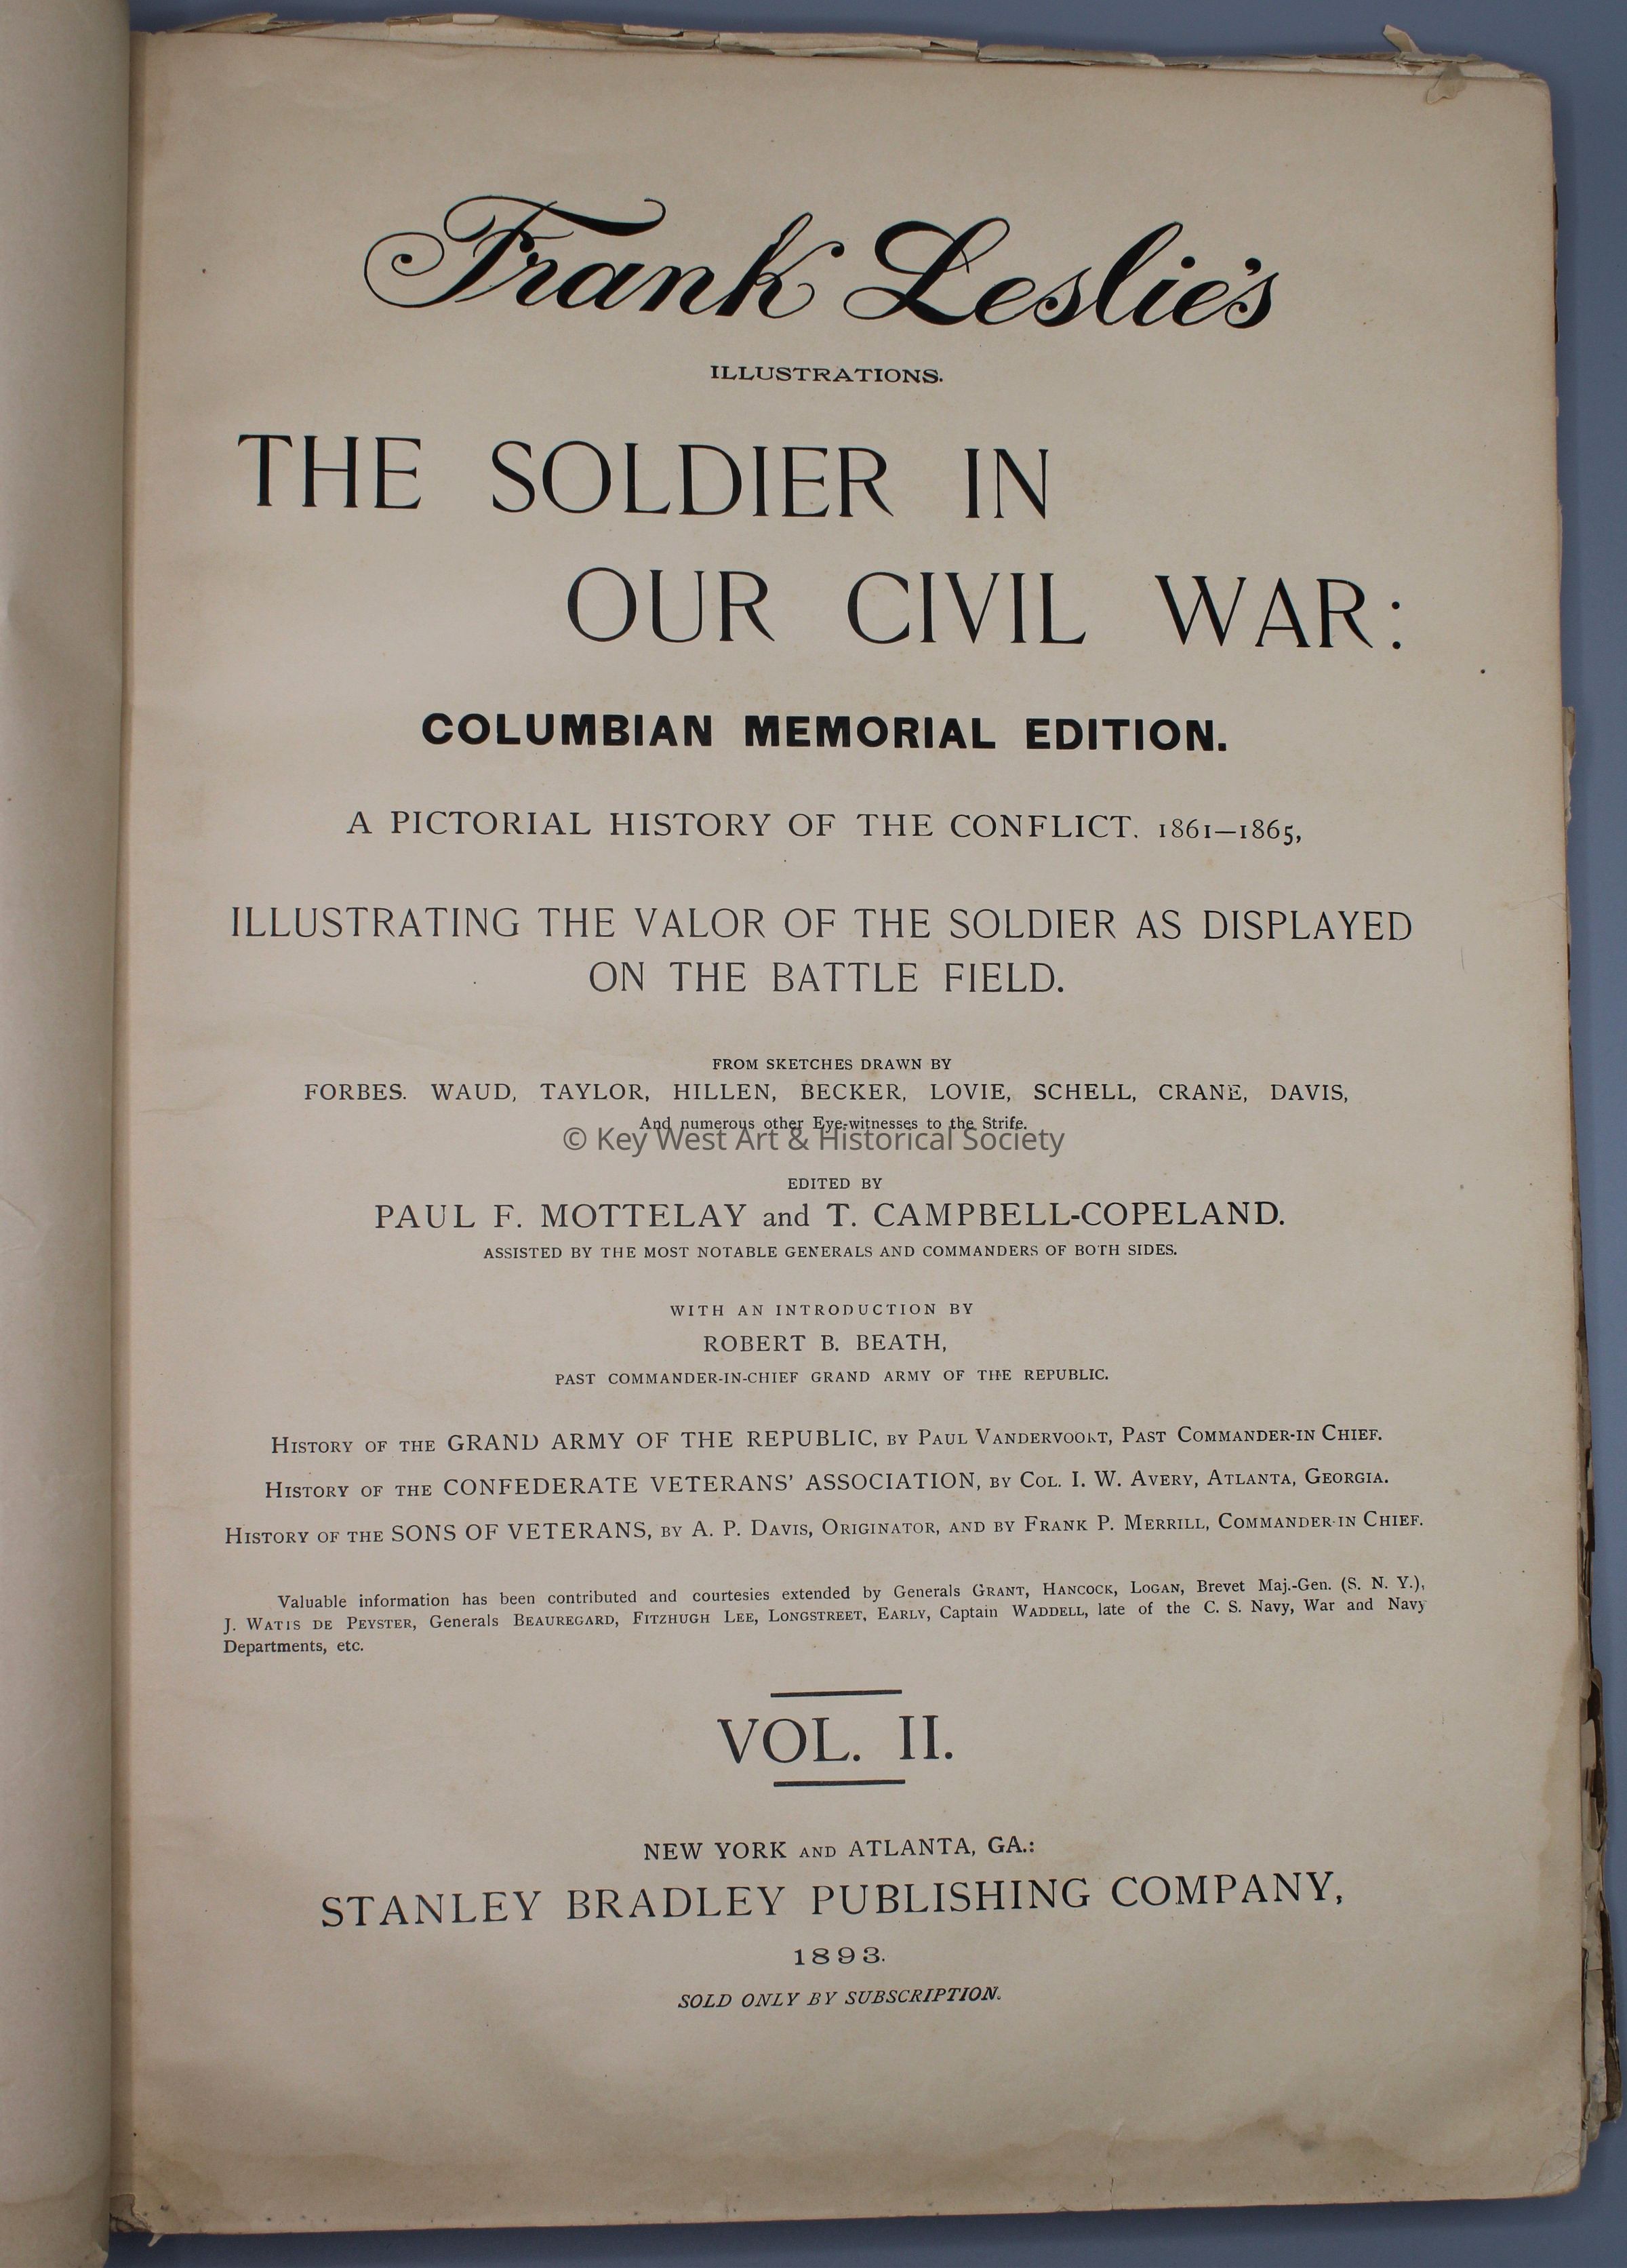 Frank Leslie's
ILLUSTRATIONS.
THE SOLDIER IN
OUR CIVIL WAR:
COLUMBIAN MEMORIAL EDITION.
A PICTORIAL HISTORY OF THE CONFLICT. 1861—1865,
ILLUSTRATING THE VALOR OF THE SOLDIER AS DISPLAYED
ON THE BATTLE FIELD.
FROM SKETCHES DRAWN BY
FORBES. WAUD, TAYLOR, HILLEN, BECKER, LOVIE, SCHELL, CRANE, DAVIS,
And numerous other Eye-witnesses to the Strife.
© Key West Art & Historical Society
EDITED BY
PAUL F. MOTTELAY and T. CAMPBELL-COPELAND.
ASSISTED BY THE MOST NOTABLE GENERALS AND COMMANDERS OF BOTH SIDES.
WITH AN INTRODUCTION BY
ROBERT B. BEATH,
PAST COMMANDER-IN-CHIEF GRAND ARMY OF THE REPUBLIC.
HISTORY OF THE GRAND ARMY OF THE REPUBLIC, BY PAUL VANDERVOORT, PAST COMMANDER-IN CHIEF.
HISTORY OF THE CONFEDERATE VETERANS' ASSOCIATION, BY COL. I. W. AVERY, ATLANTA, GEORGIA.
HISTORY OF THE SONS OF VETERANS, BY A. P. DAVIS, ORIGINATOR, AND BY FRANK P. MERRILL, COMMANDER-IN CHIEF.
Valuable information has been contributed and courtesies extended by Generals GRANT, HANCOCK, LOGAN, Brevet Maj.-Gen. (S. N. Y.),
J. WATTS DE PEYSTER, Generals BEAUREGARD, FITZHUGH LEE, LONGSTREET, EARLY, Captain WADDELL, late of the C. S. Navy, War and Navy
Departments, etc.
VOL. II.
NEW YORK AND ATLANTA, GA.:
STANLEY BRADLEY PUBLISHING COMPANY,
1893.
SOLD ONLY BY SUBSCRIPTION.